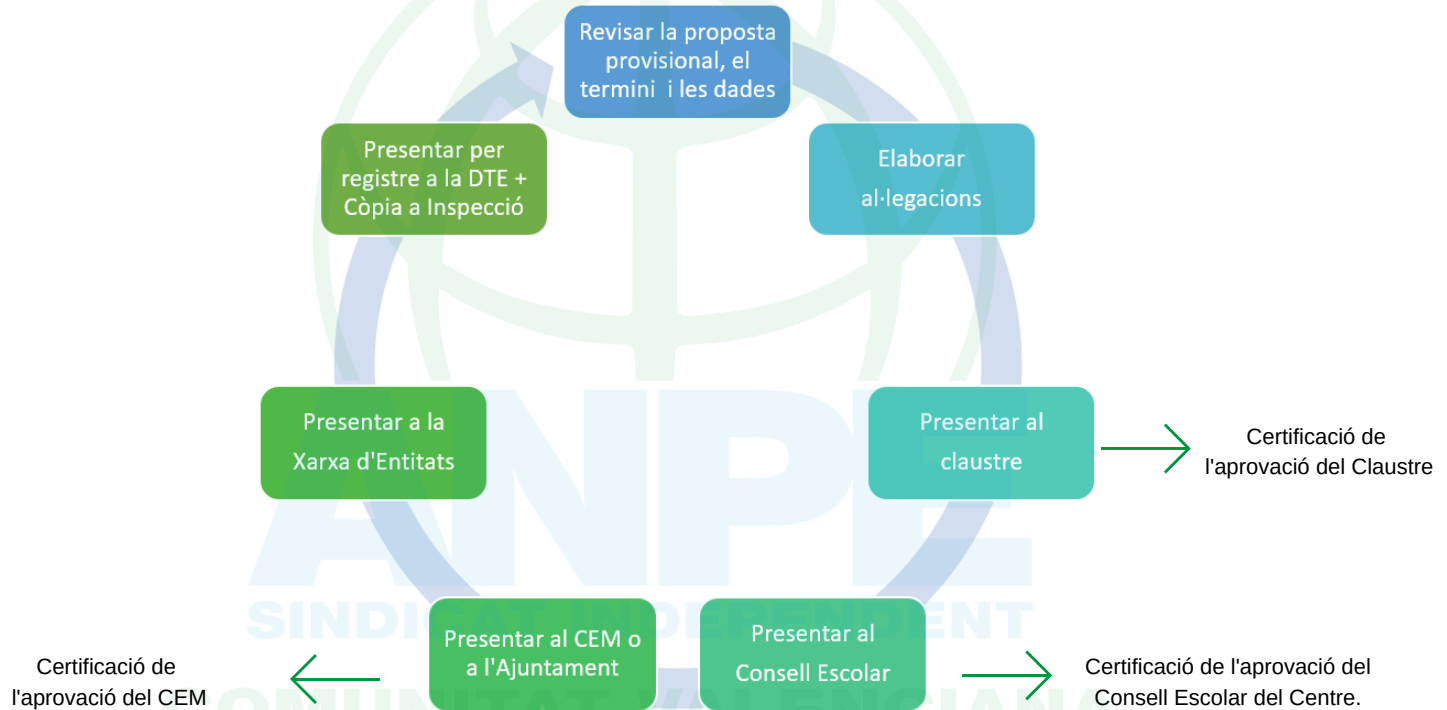 Revisar la proposta
provisional, el
termini i les dades
Elaborar
al·legacions
Presentar al
claustre
Certificació de
l'aprovació del Claustre
Presentar al
Consell Escolar
Certificació de l'aprovació del
Consell Escolar del Centre.
Presentar al CEM o
a l'Ajuntament
Certificació de
l'aprovació del CEM
Presentar a la
Xarxa d'Entitats
Presentar per
registre a la DTE +
Còpia a Inspecció
ANPE
SINDICAT INDEPENDENT
COMUNITAT VALENCIANA